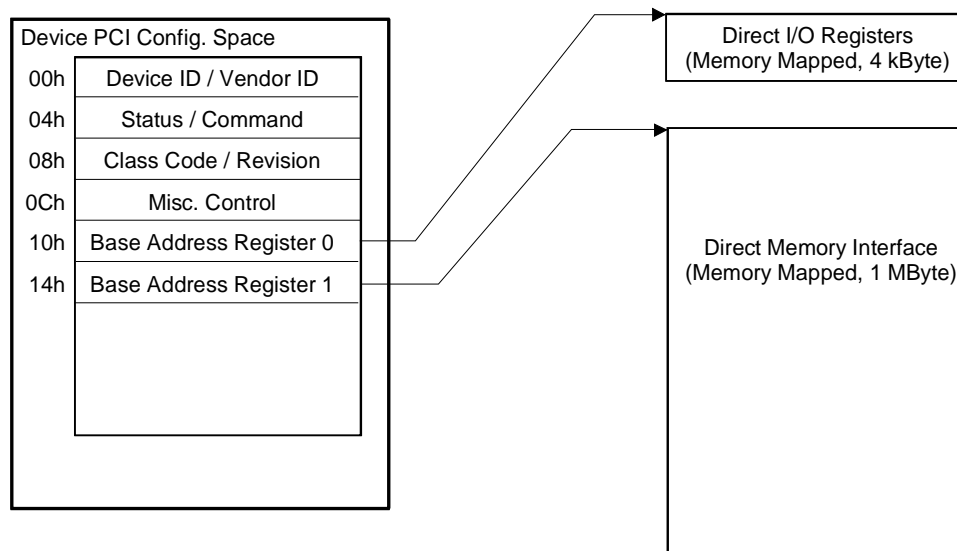 Device PCI Config. Space
00h Device ID / Vendor ID
04h Status / Command
08h Class Code / Revision
0Ch Misc. Control
10h Base Address Register 0
14h Base Address Register 1
Direct I/O Registers
(Memory Mapped, 4 kByte)
Direct Memory Interface
(Memory Mapped, 1 MByte)